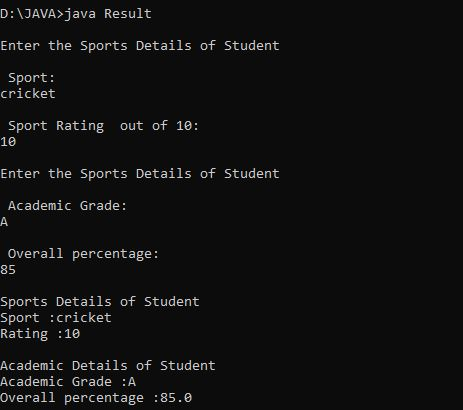 D:\JAVA>java Result
Enter the Sports Details of Student
Sport:
cricket
Sport Rating  out of 10:
10
Enter the Sports Details of Student
Academic Grade:
A
Overall percentage:
85
Sports Details of Student
Sport :cricket
Rating :10
Academic Details of Student
Academic Grade :A
Overall percentage :85.0